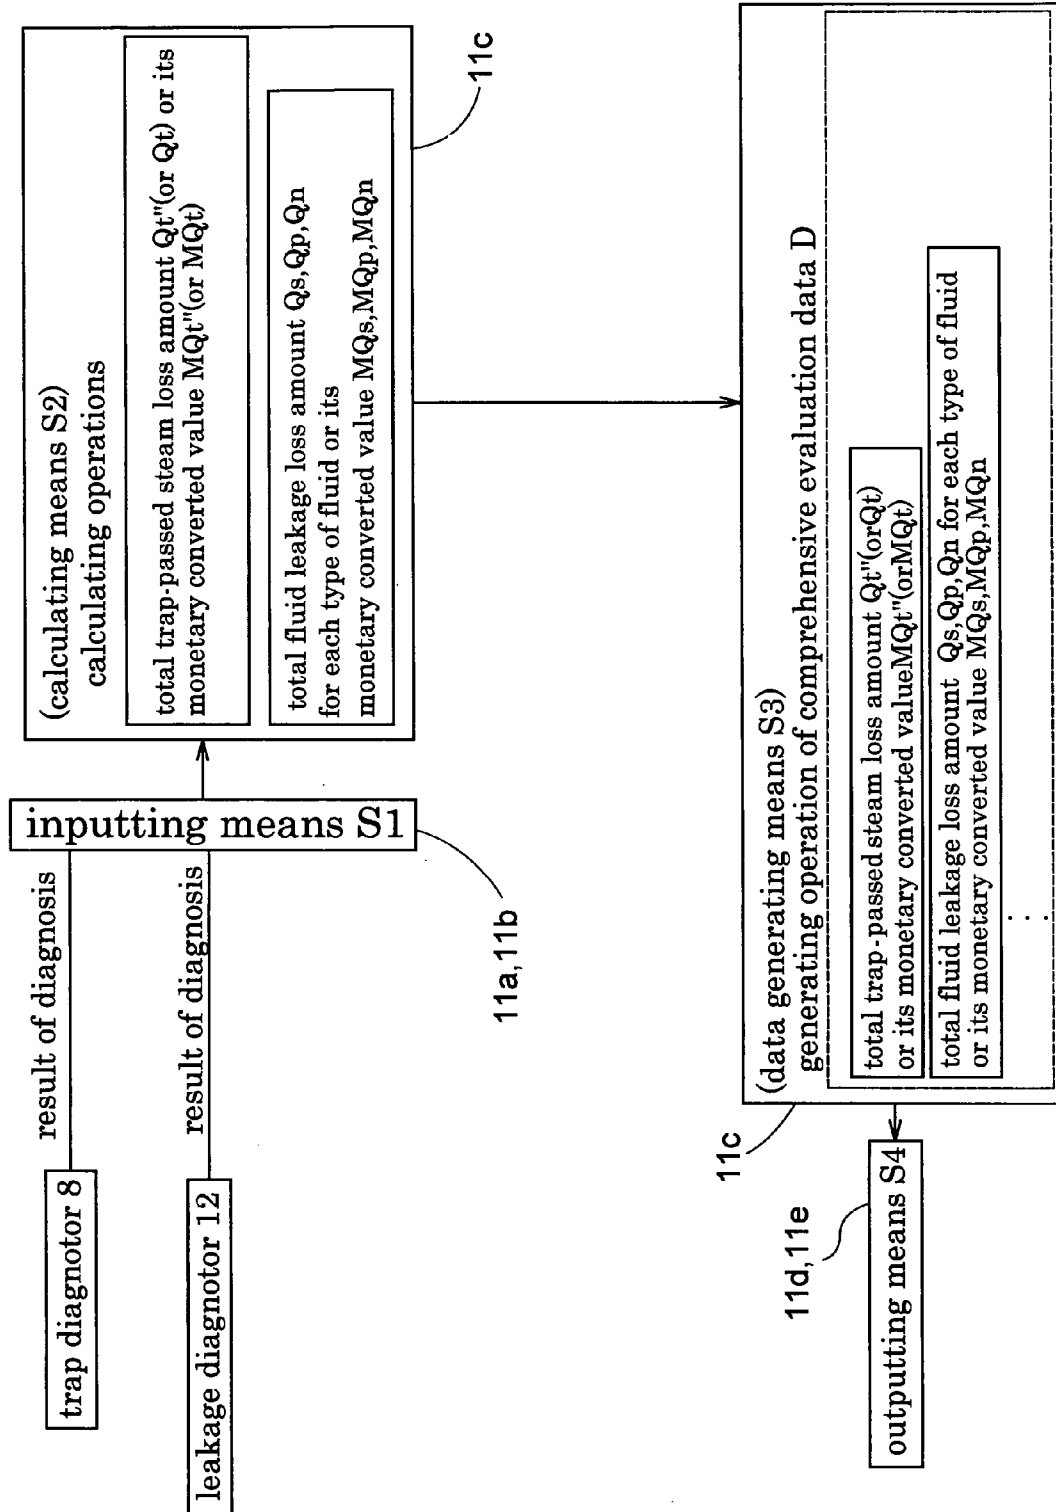 trap diagnotor 8
result of diagnosis
leakage diagnotor 12
result of diagnosis
inputting means S1
11a,11b
(calculating means S2)
calculating operations
total trap-passed steam loss amount Qt"(or Qt) or its
monetary converted value MQt"(or MQt)
total fluid leakage loss amount Qs,Qp,Qn
for each type of fluid or its
monetary converted value MQs,MQp,MQn
11c
(data generating means S3)
generating operation of comprehensive evaluation data D
total trap-passed steam loss amount Qt"(orQt)
or its monetary converted valueMQt"(orMQt)
total fluid leakage loss amount Qs,Qp,Qn for each type of fluid
or its monetary converted value MQs,MQp,MQn
. . .
11c
11d,11e
outputting means S4